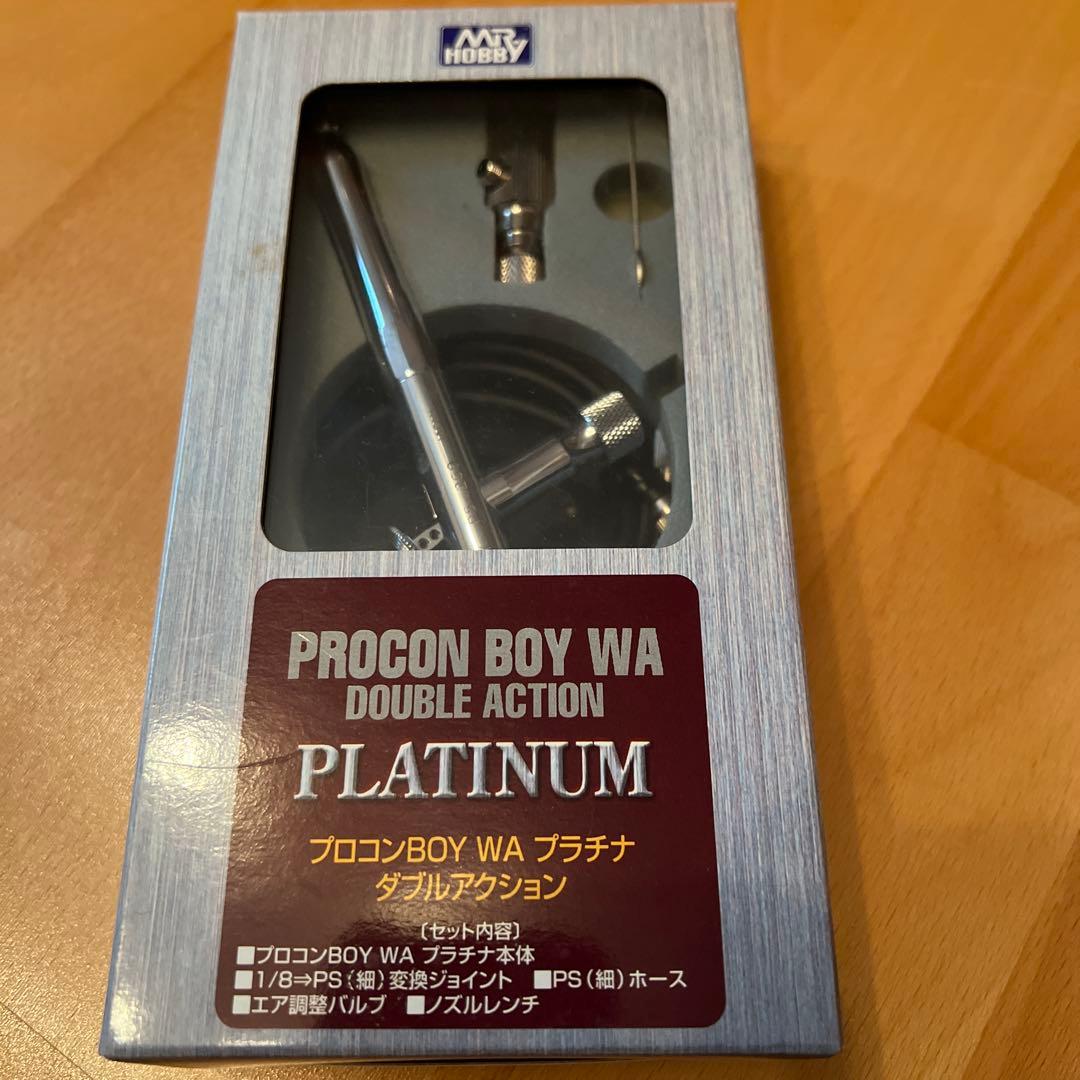 MR HOBBY
PROCON BOY WA
DOUBLE ACTION
PLATINUM
プロコンBOY WA プラチナ
ダブルアクション
〔セット内容〕
■プロコンBOY WA プラチナ本体
■1/8⇒PS（細）変換ジョイント ■PS（細）ホース
■エア調整バルブ ■ノズルレンチ